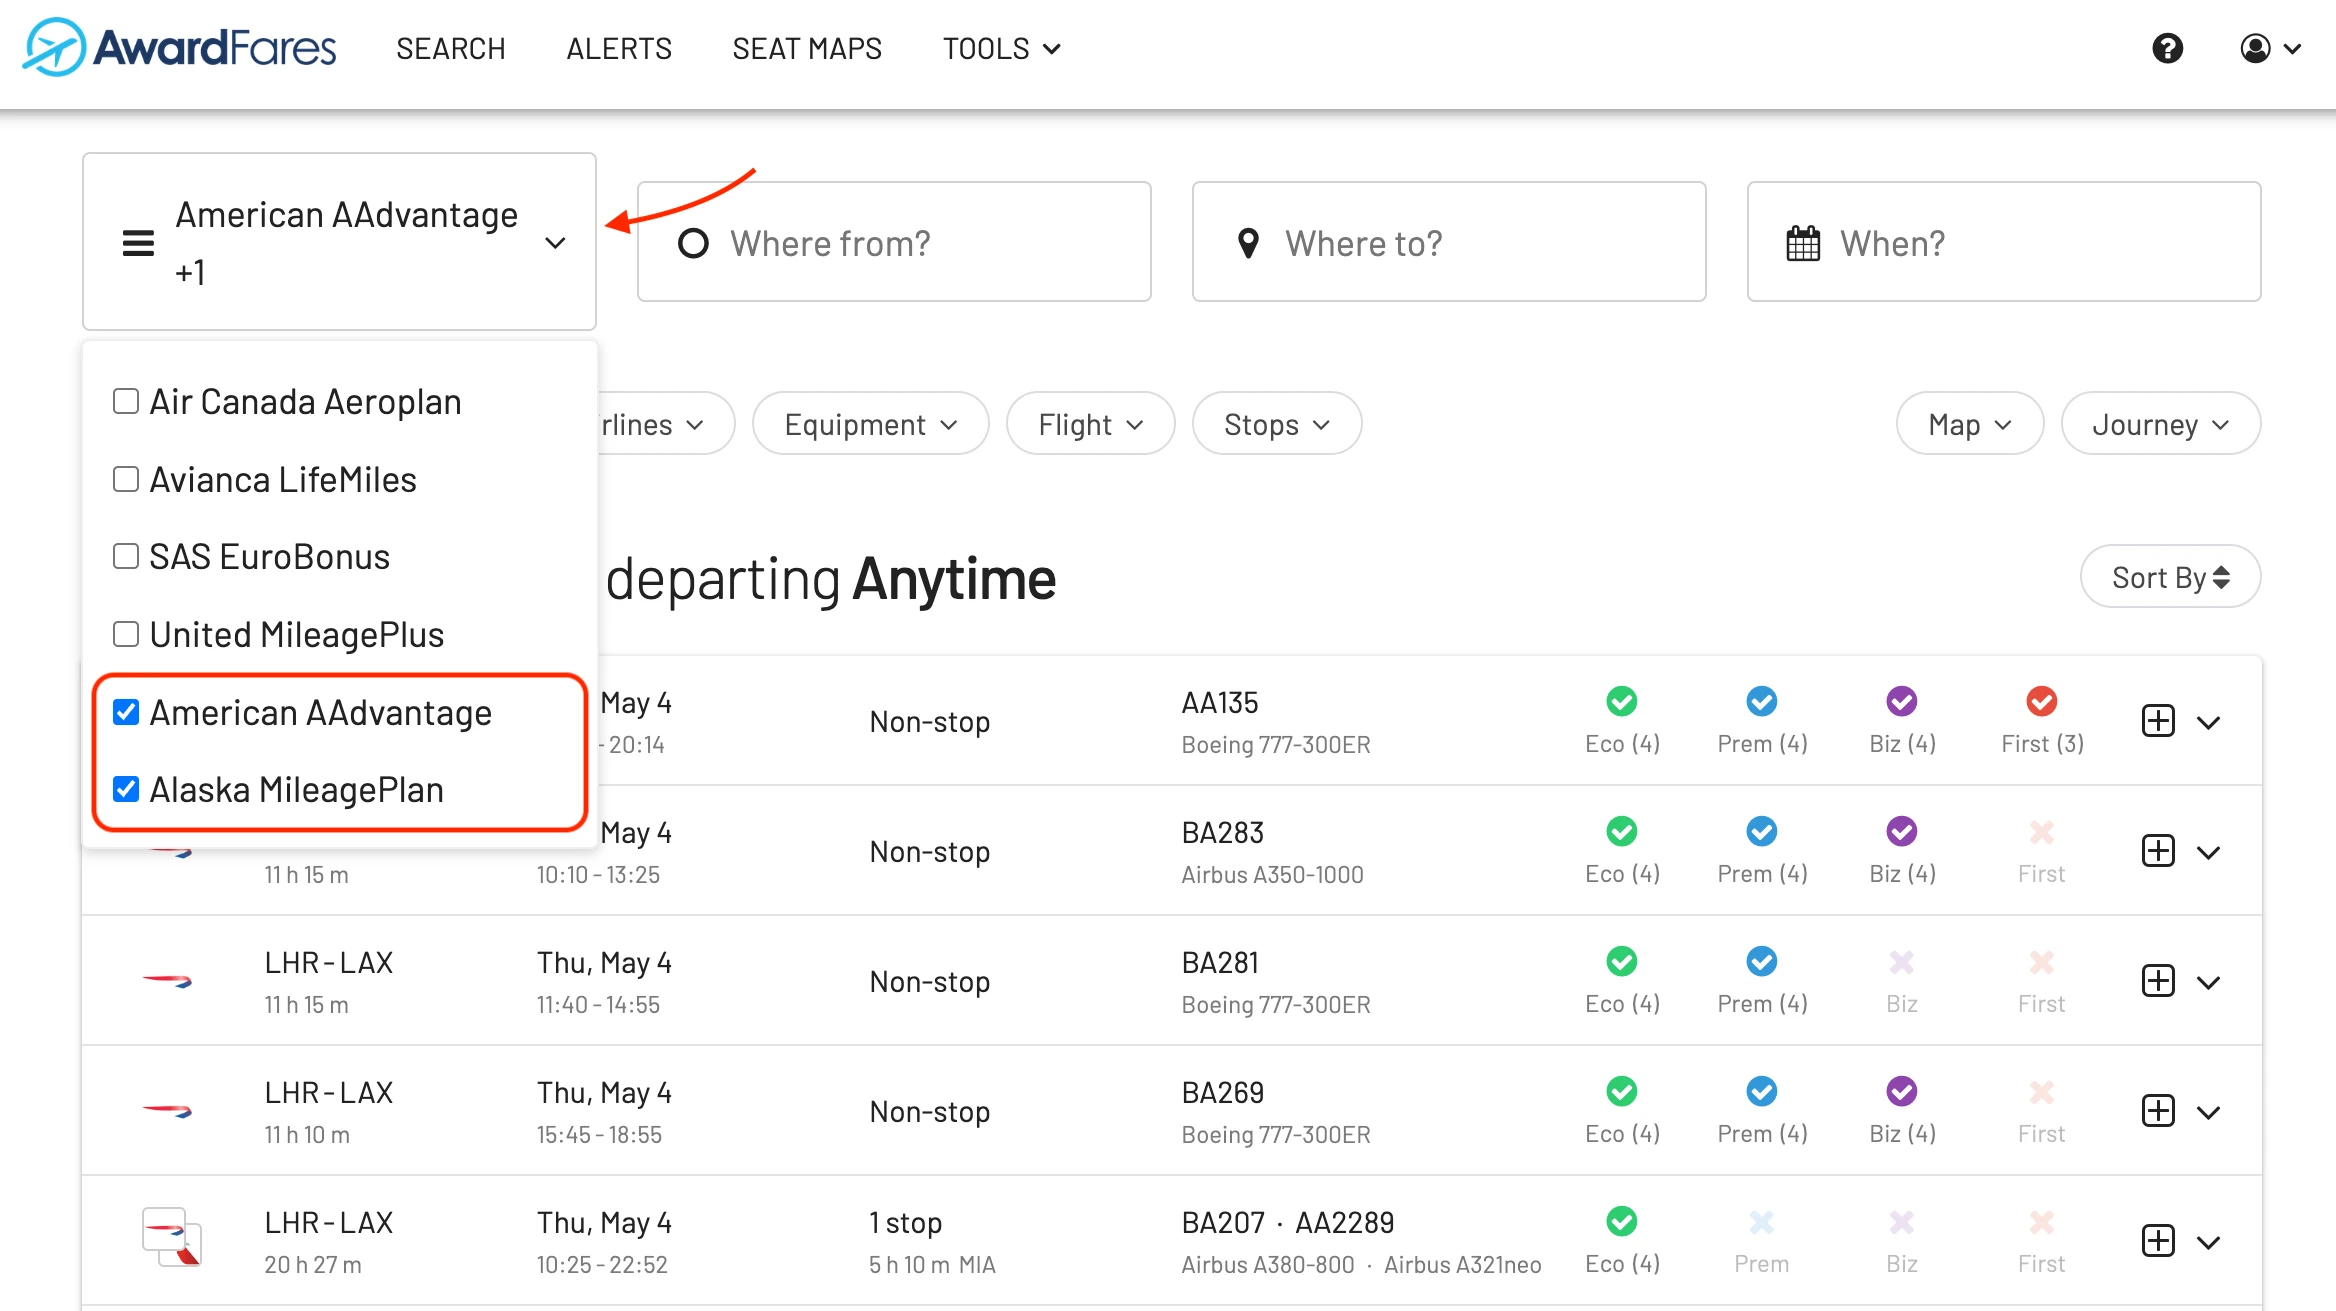 AwardFares SEARCH ALERTS SEAT MAPS TOOLS
American AAdvantage
+1
Where from?
Where to?
When?
Air Canada Aeroplan
Avianca LifeMiles
SAS EuroBonus
United MileagePlus
American AAdvantage
Alaska MileagePlan
rlines Equipment Flight Stops Map Journey
departing Anytime
Sort By
May 4 Non-stop AA135
- 20:14 Boeing 777-300ER Eco (4) Prem (4) Biz (4) First (3)
May 4 Non-stop BA283
11 h 15 m 10:10 - 13:25 Airbus A350-1000 Eco (4) Prem (4) Biz (4) First
LHR - LAX Thu, May 4 Non-stop BA281
11 h 15 m 11:40 - 14:55 Boeing 777-300ER Eco (4) Prem (4) Biz First
LHR - LAX Thu, May 4 Non-stop BA269
11 h 10 m 15:45 - 18:55 Boeing 777-300ER Eco (4) Prem (4) Biz (4) First
LHR - LAX Thu, May 4 1 stop BA207 · AA2289
20 h 27 m 10:25 - 22:52 5 h 10 m MIA Airbus A380-800 · Airbus A321neo Eco (4) Prem Biz First